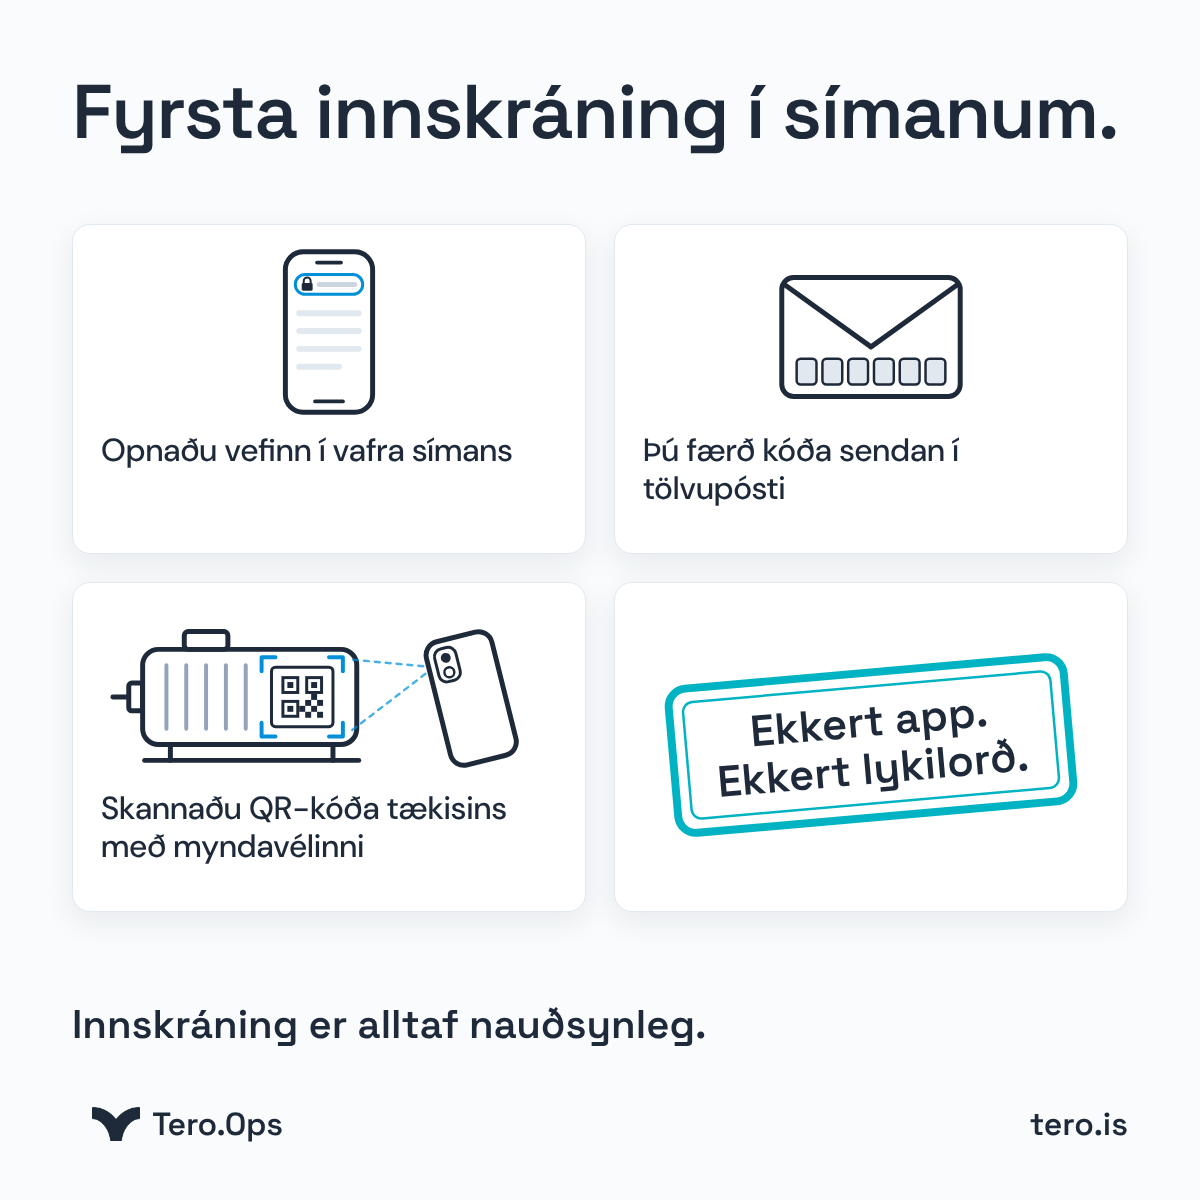 Fyrsta innskráning í símanum.
Opnaðu vefinn í vafra símans
Þú færð kóða sendan í
tölvupósti
Skannaðu QR-kóða tækisins
með myndavélinni
Ekkert app.
Ekkert lykilorð.
Innskráning er alltaf nauðsynleg.
Tero.Ops
tero.is